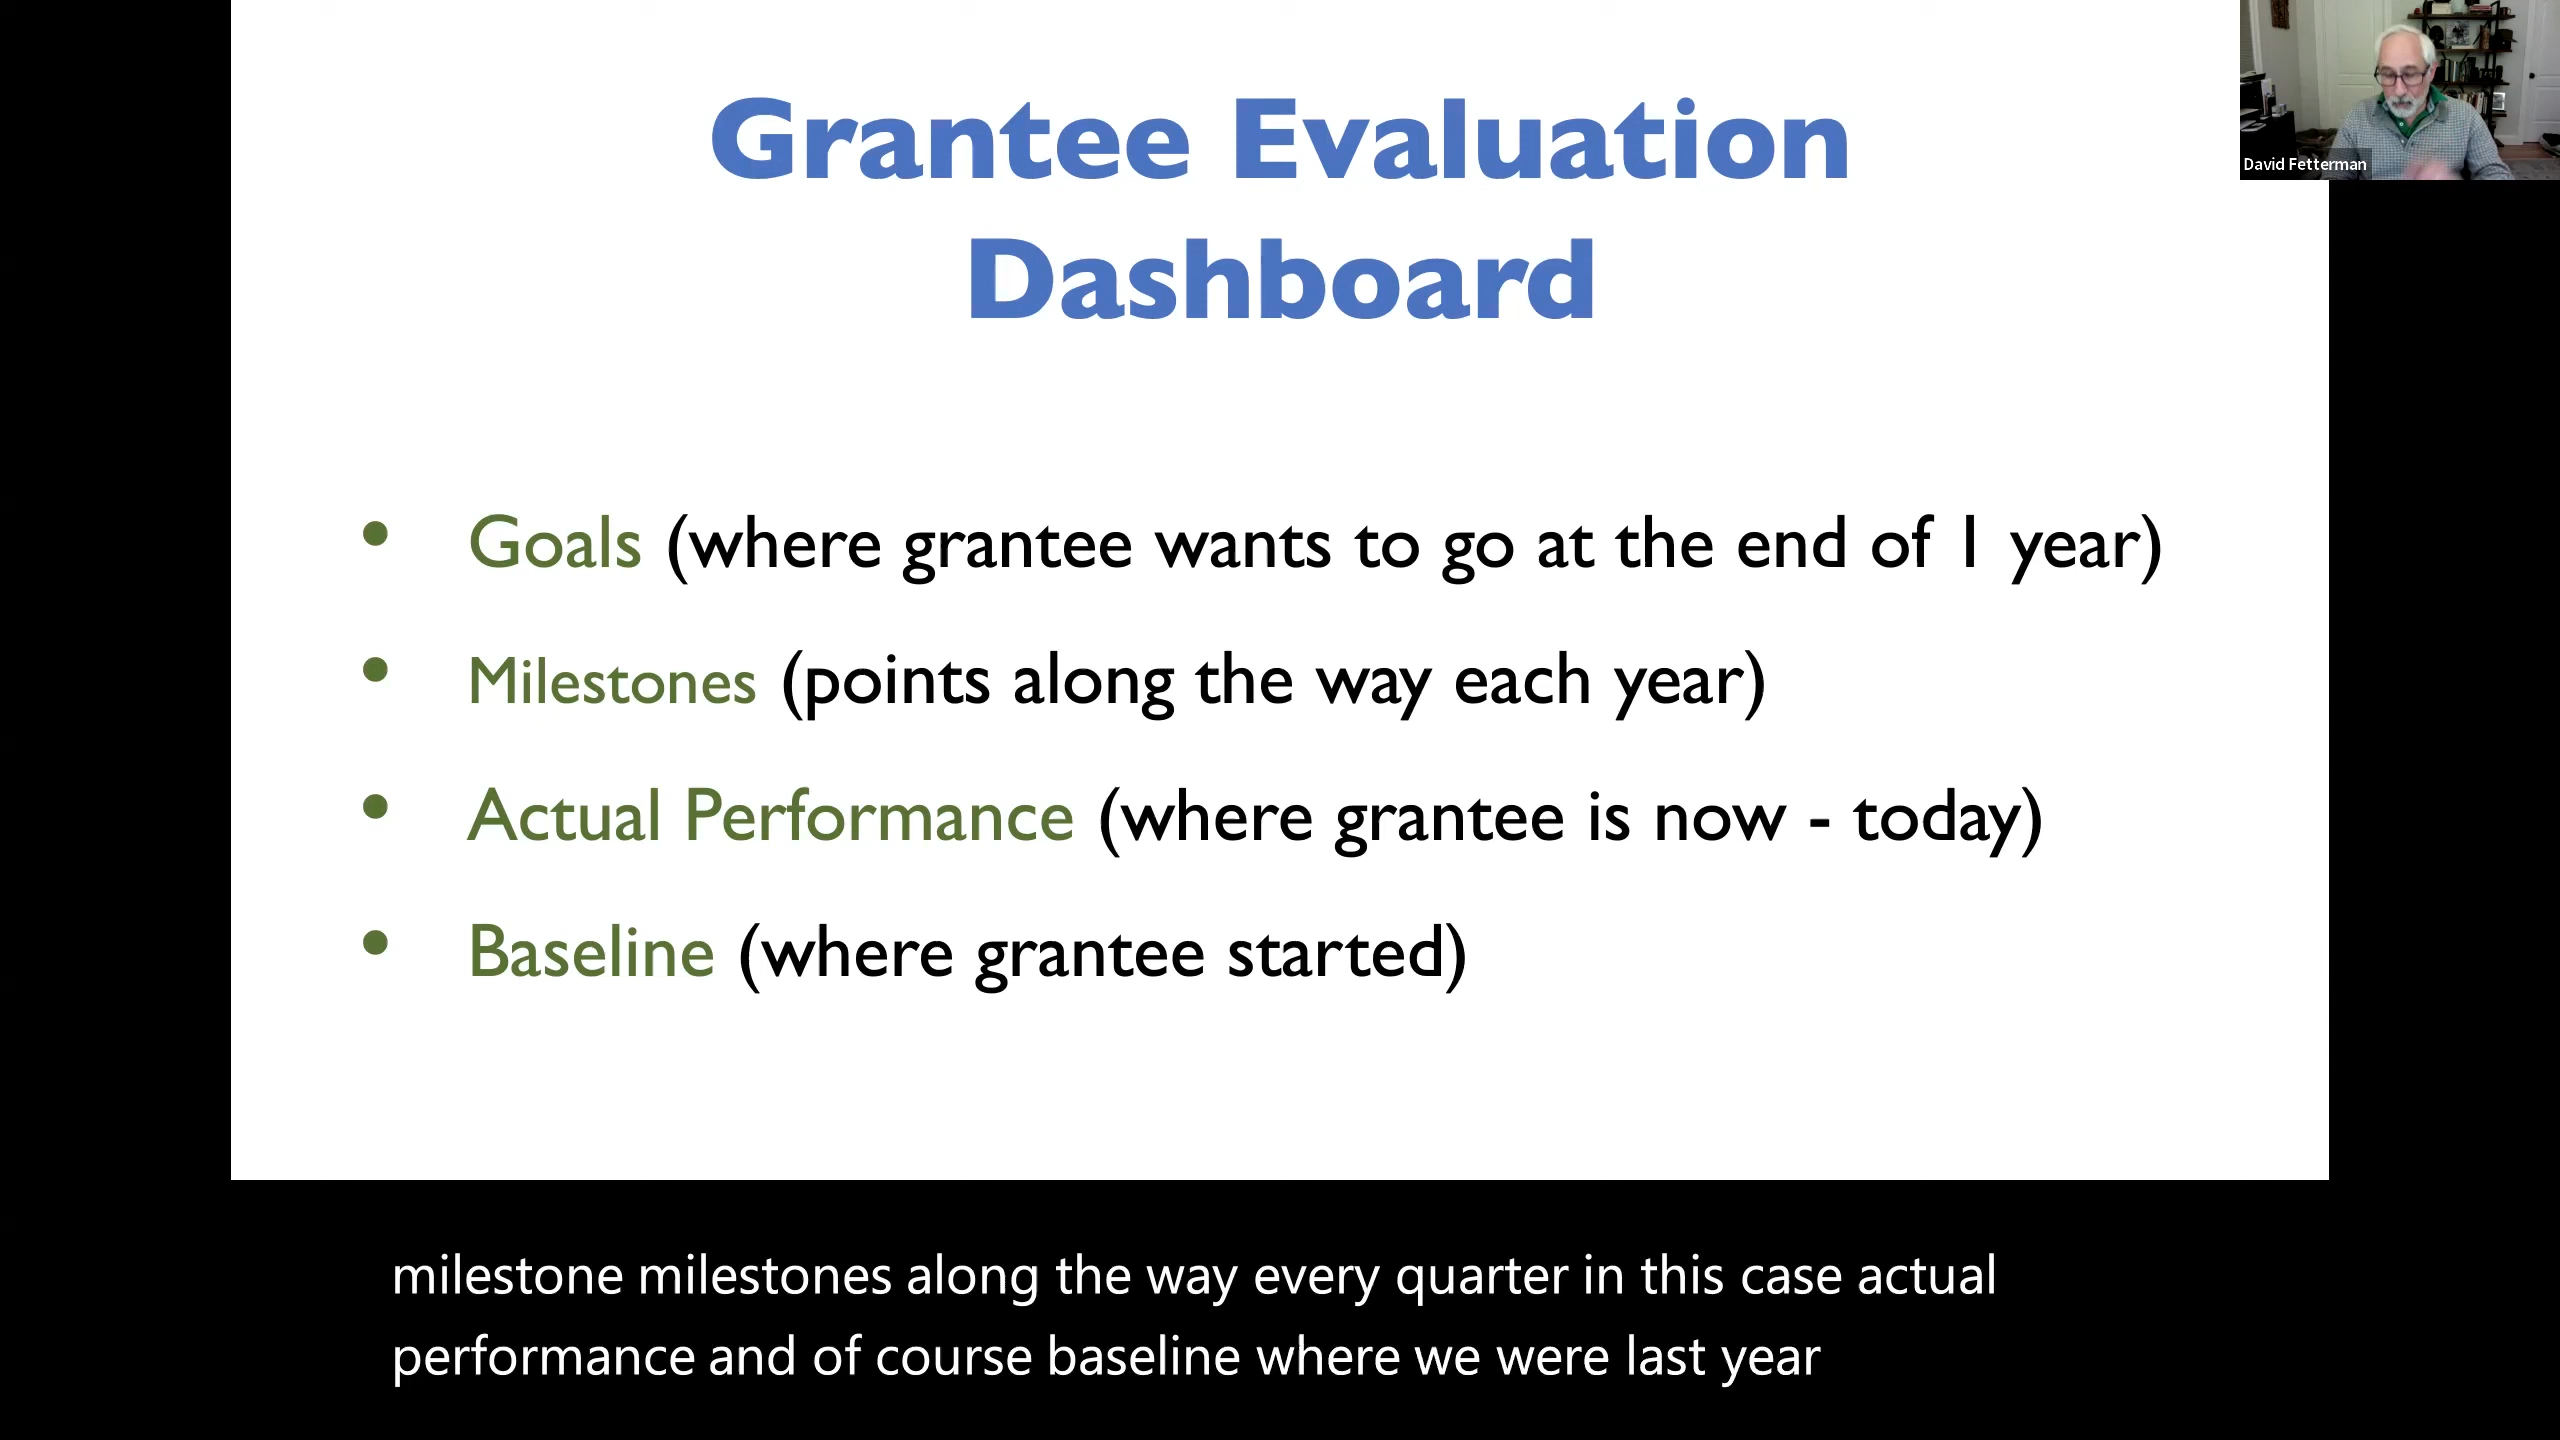 Grantee Evaluation
Dashboard
David Fetterman
• Goals (where grantee wants to go at the end of 1 year)
• Milestones (points along the way each year)
• Actual Performance (where grantee is now - today)
• Baseline (where grantee started)
milestone milestones along the way every quarter in this case actual
performance and of course baseline where we were last year